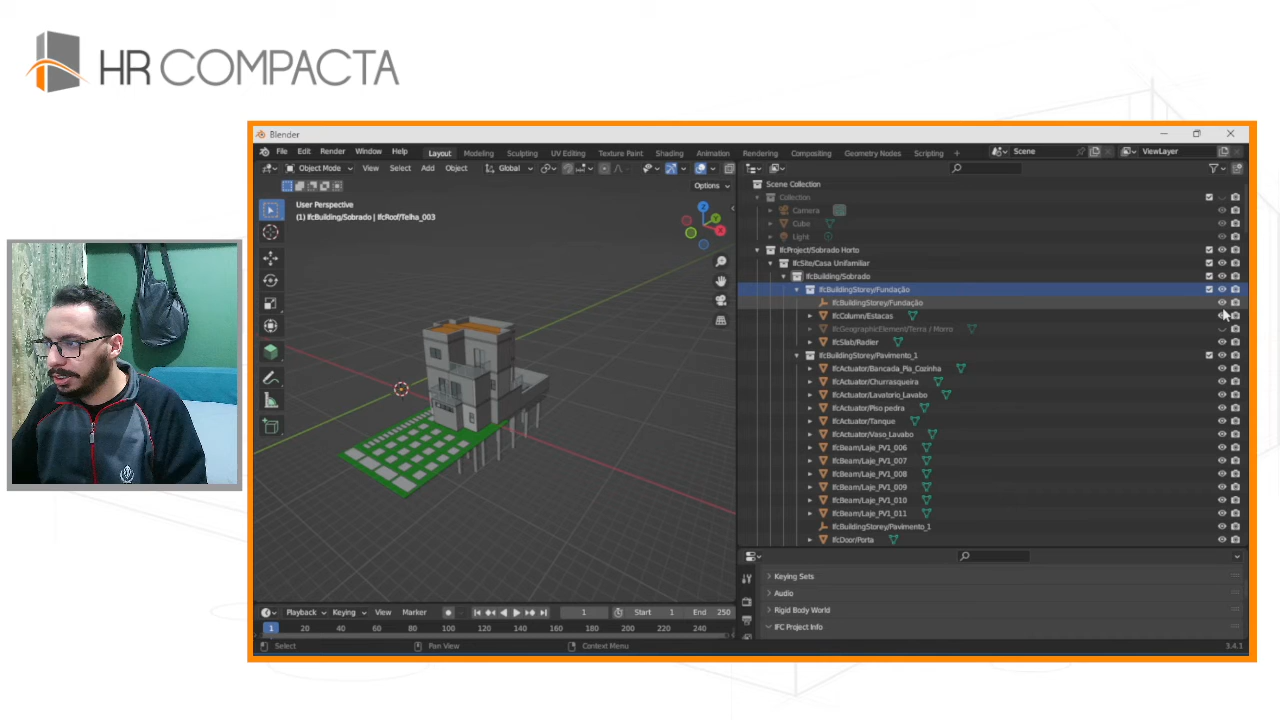 HR COMPACTA
Blender
File Edit Render Window Help Layout Modeling Sculpting UV Editing Texture Paint Shading Animation Rendering Compositing Geometry Nodes Scripting + Scene ViewLayer
Object Mode View Select Add Object Global
Options
User Perspective
(1) IfcBuilding/Sobrado | IfcRoof/Telha_003
Z
Y
X
Scene Collection
Collection
Camera
Cube
Light
IfcProject/Sobrado Horto
IfcSite/Casa Unifamiliar
IfcBuilding/Sobrado
IfcBuildingStorey/Fundação
IfcBuildingStorey/Fundação
IfcColumn/Estacas
IfcGeographicElement/Terra / Morro
IfcSlab/Radier
IfcBuildingStorey/Pavimento_1
IfcActuator/Bancada_Pia_Cozinha
IfcActuator/Churrasqueira
IfcActuator/Lavatorio_Lavabo
IfcActuator/Piso pedra
IfcActuator/Tanque
IfcActuator/Vaso_Lavabo
IfcBeam/Laje_PV1_006
IfcBeam/Laje_PV1_007
IfcBeam/Laje_PV1_008
IfcBeam/Laje_PV1_009
IfcBeam/Laje_PV1_010
IfcBeam/Laje_PV1_011
IfcBuildingStorey/Pavimento_1
IfcDoor/Porta
Keying Sets
Audio
Rigid Body World
IFC Project Info
Playback Keying View Marker 1 Start 1 End 250
1 20 40 60 80 100 120 140 160 180 200 220 240
Select Pan View Context Menu 3.4.1